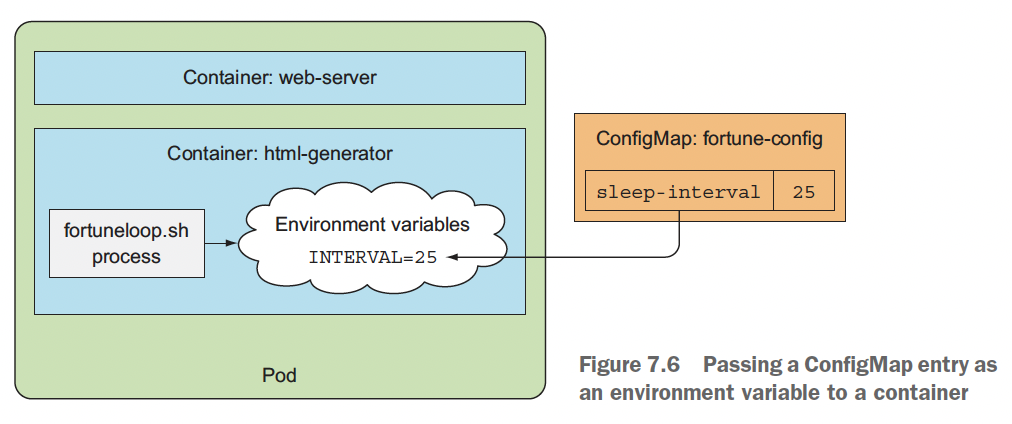 Container: web-server
Container: html-generator
fortuneloop.sh
process
Environment variables
INTERVAL=25
Pod
ConfigMap: fortune-config
sleep-interval 25
Figure 7.6 Passing a ConfigMap entry as
an environment variable to a container